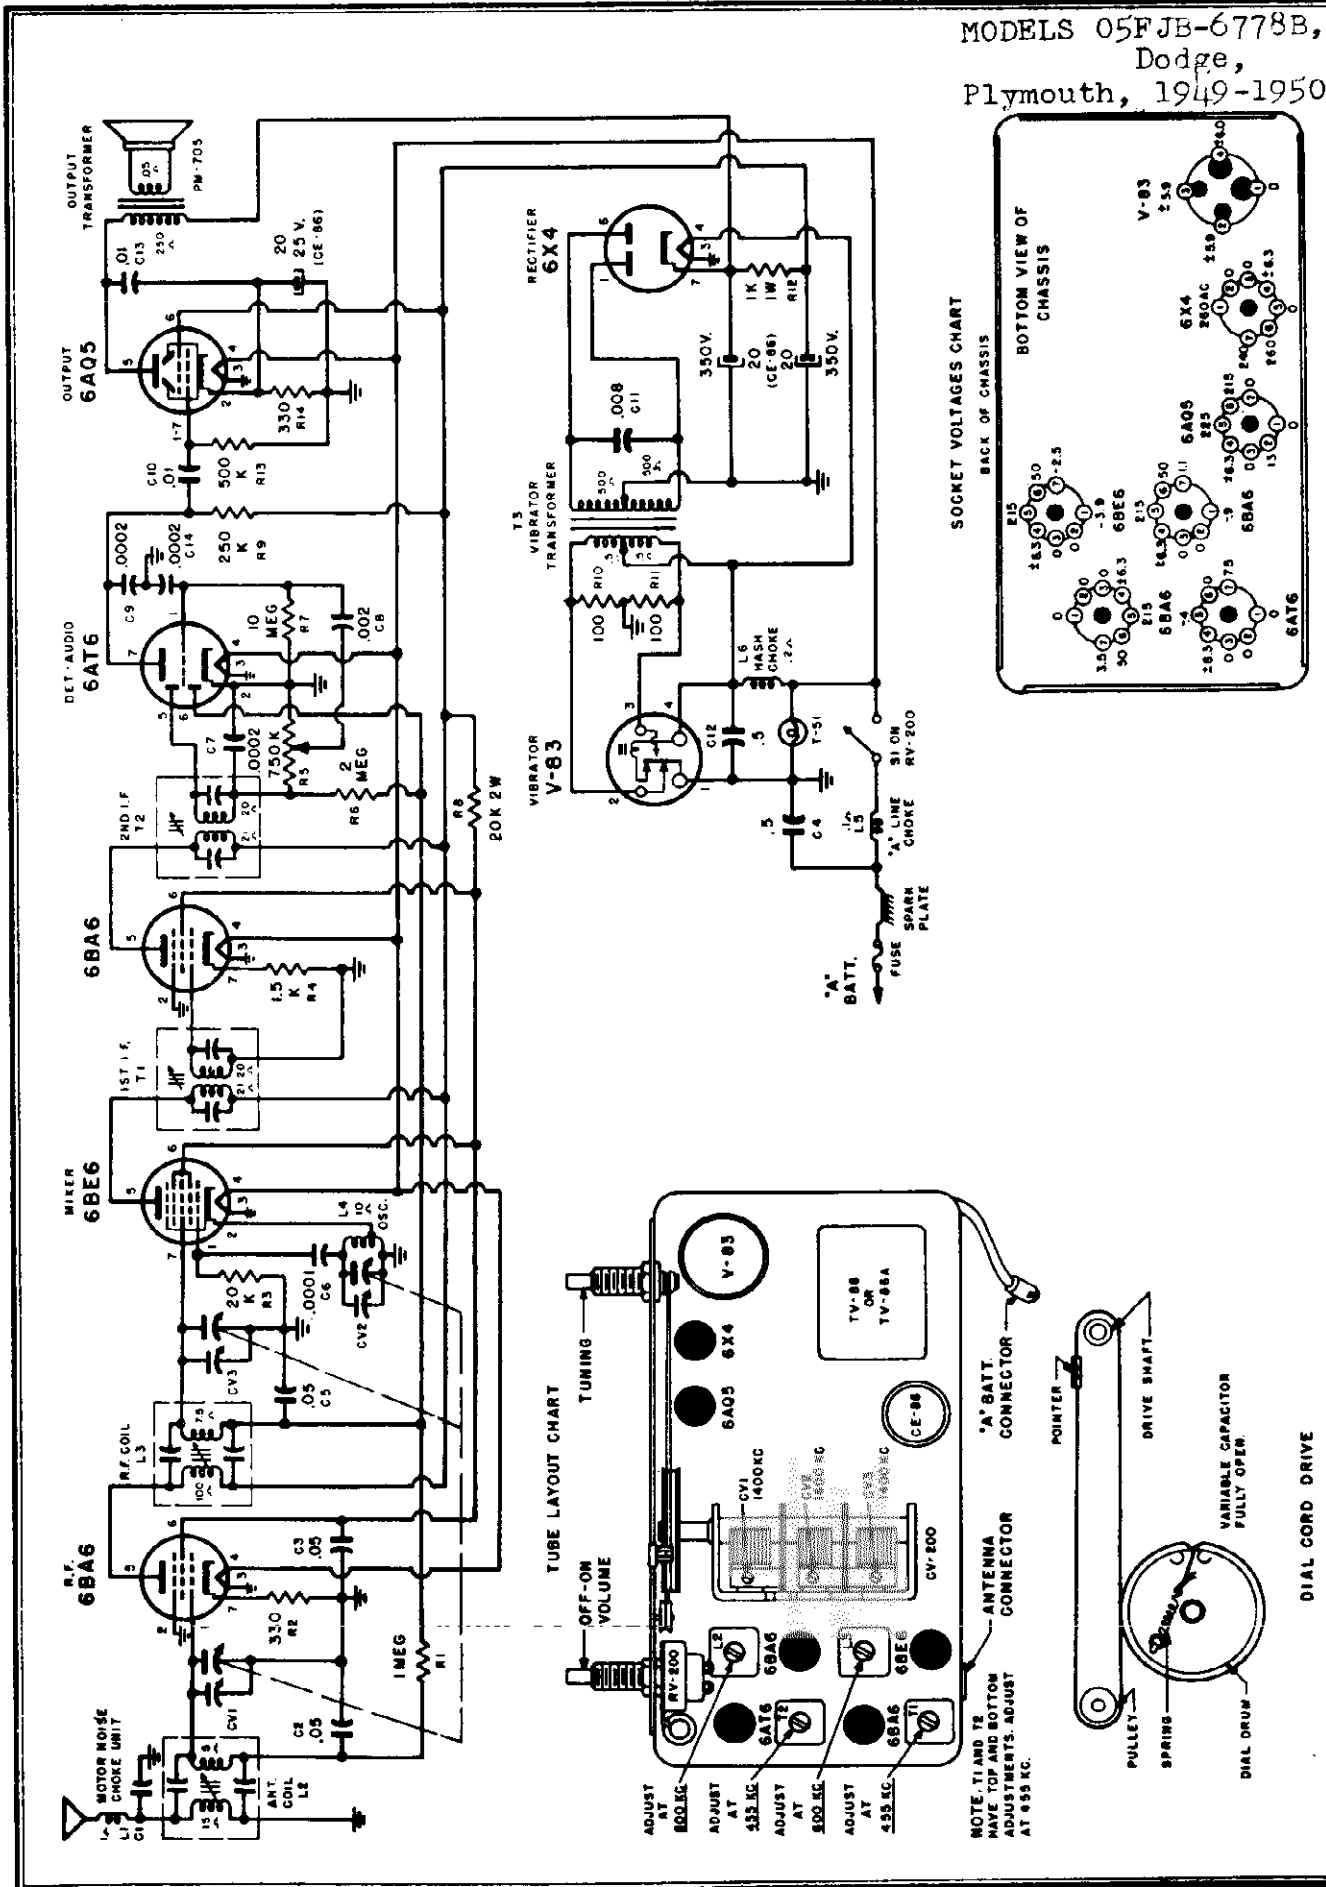 MODELS 05FJB-6778B,
Dodge,
Plymouth, 1949-1950
R.F.
6BA6
MIXER
6BE6
6BA6
DET-AUDIO
6AT6
OUTPUT
6AQ5
OUTPUT
TRANSFORMER
PM-705
MOTOR NOISE
CHOKE UNIT
L1
C1
ANT.
COIL
L2
CV1
C2
.05
330
R2
C3
.05
1 MEG
R1
R.F. COIL
L3
CV3
.05
C5
20
K
R3
.0001
C6
CV2
L4
OSC.
1ST I.F.
T1
1.5
K
R4
2ND I.F.
T2
C7
.0002
750K
R5
2
MEG
R6
10
MEG
R7
.002
C8
R8
20K 2W
C9
.0002
.0002
C14
250
K
R9
C10
.01
500
K
R13
330
R14
.01
C13
250
20
25 V.
(CE-86)
VIBRATOR
V-83
T3
VIBRATOR
TRANSFORMER
RECTIFIER
6X4
R10
100
R11
100
.008
C11
1K
1W
R12
350V.
20
(CE-86)
20
350V.
L6
HASH
CHOKE
C12
.5
T-51
S1 ON
RV-200
.5
C4
L5
"A" LINE
CHOKE
SPARK
PLATE
FUSE
"A"
BATT.
TUBE LAYOUT CHART
OFF-ON
VOLUME
TUNING
RV-200
L2
6BA6
L3
6BE6
6AT6
T2
6BA6
T1
CV1
1400KC
CV-200
6AQ5
6X4
V-83
CE-86
TV-86
OR
TV-86A
ADJUST
AT
600 KC
ADJUST
AT
455 KC
ADJUST
AT
600 KC
ADJUST
AT
455 KC
NOTE. T1 AND T2
HAVE TOP AND BOTTOM
ADJUSTMENTS. ADJUST
AT 455 KC.
ANTENNA
CONNECTOR
"A" BATT.
CONNECTOR
PULLEY
SPRING
DIAL DRUM
POINTER
DRIVE SHAFT
VARIABLE CAPACITOR
FULLY OPEN.
DIAL CORD DRIVE
SOCKET VOLTAGES CHART
BACK OF CHASSIS
BOTTOM VIEW OF
CHASSIS
6BA6
6AT6
6BE6
6BA6
6AQ5
6X4
V-83